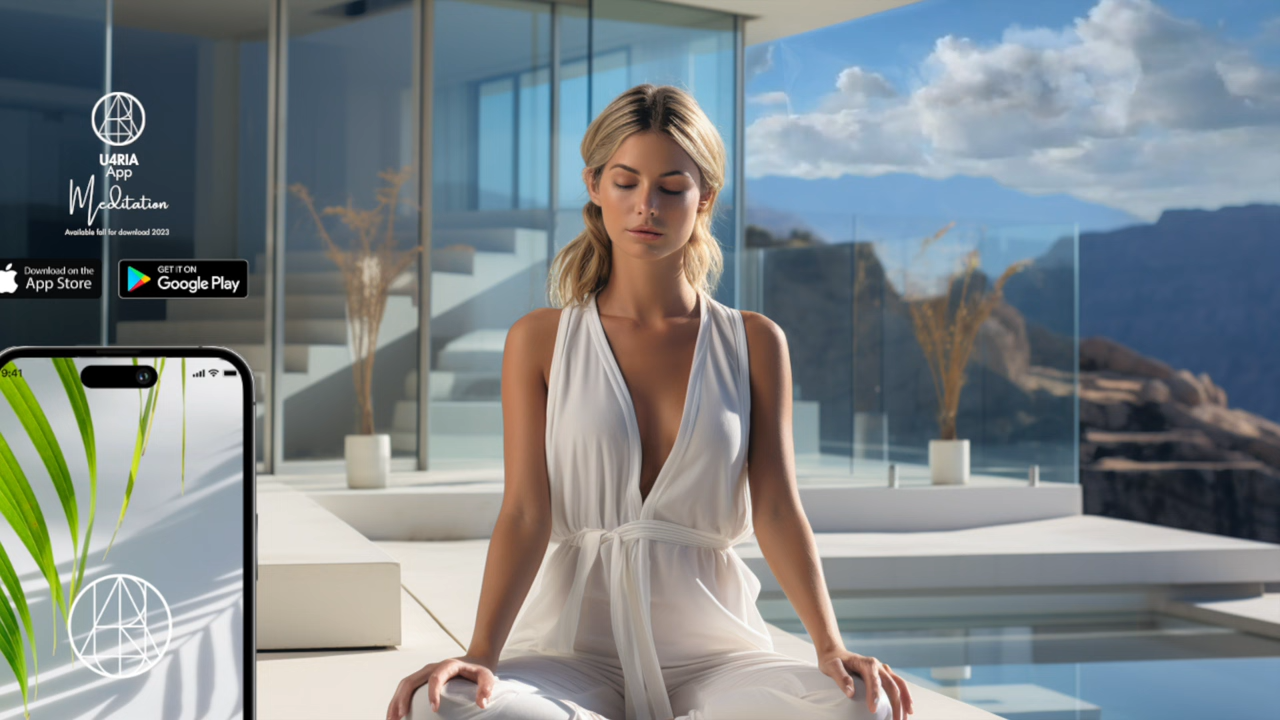 U4RIA
App
Meditation
Available fall for download 2023
Download on the
App Store
GET IT ON
Google Play
9:41